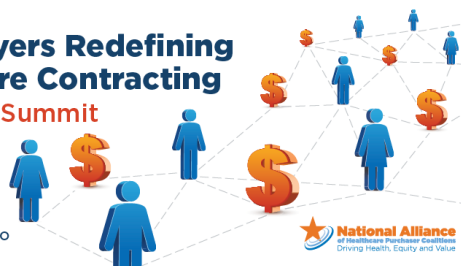 yers Redefining
re Contracting
Summit
National Alliance
of Healthcare Purchaser Coalitions
Driving Health, Equity and Value